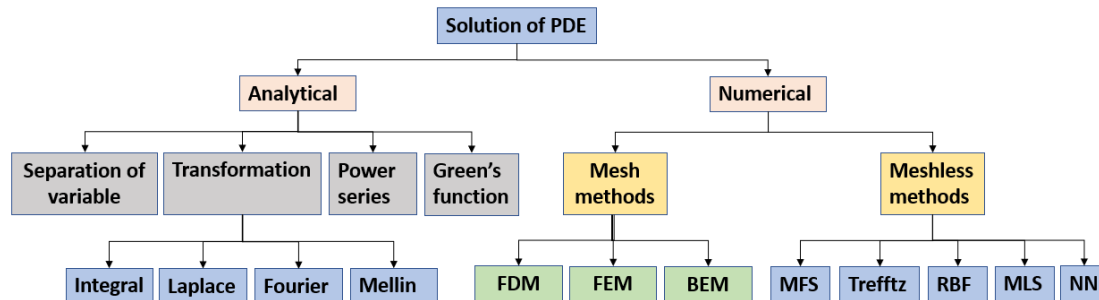 Solution of PDE
Analytical
Numerical
Separation of
variable
Transformation
Power
series
Green's
function
Mesh
methods
Meshless
methods
Integral
Laplace
Fourier
Mellin
FDM
FEM
BEM
MFS
Trefftz
RBF
MLS
NN